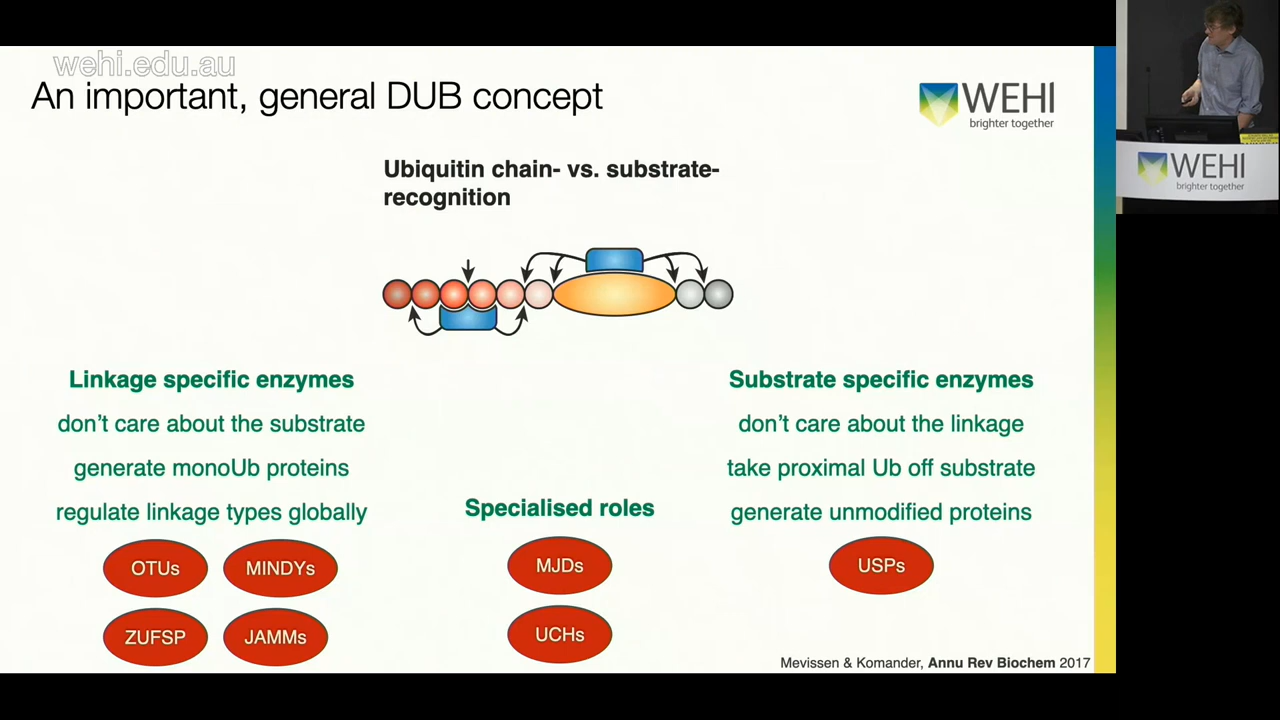 wehi.edu.au
An important, general DUB concept
WEHI
brighter together
Ubiquitin chain- vs. substrate-
recognition
Linkage specific enzymes
don't care about the substrate
generate monoUb proteins
regulate linkage types globally
OTUs
MINDYs
ZUFSP
JAMMs
Specialised roles
MJDs
UCHs
Substrate specific enzymes
don't care about the linkage
take proximal Ub off substrate
generate unmodified proteins
USPs
Mevissen & Komander, Annu Rev Biochem 2017
WEHI
brighter together